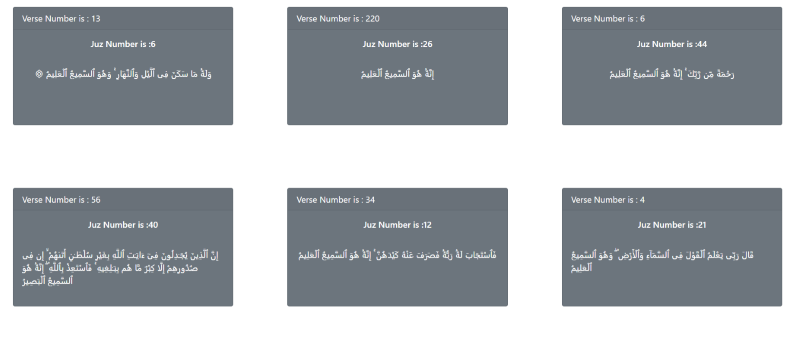 Verse Number is : 13
Juz Number is :6
وَلَهُۥ مَا سَكَنَ فِى ٱلَّيْلِ وَٱلنَّهَارِ ۚ وَهُوَ ٱلسَّمِيعُ ٱلْعَلِيمُ ۞
Verse Number is : 220
Juz Number is :26
إِنَّهُۥ هُوَ ٱلسَّمِيعُ ٱلْعَلِيمُ
Verse Number is : 6
Juz Number is :44
رَحْمَةً مِّن رَّبِّكَ ۚ إِنَّهُۥ هُوَ ٱلسَّمِيعُ ٱلْعَلِيمُ
Verse Number is : 56
Juz Number is :40
إِنَّ ٱلَّذِينَ يُجَـٰدِلُونَ فِىٓ ءَايَـٰتِ ٱللَّهِ بِغَيْرِ سُلْطَـٰنٍ أَتَىٰهُمْ ۙ إِن فِى
صُدُورِهِمْ إِلَّا كِبْرٌ مَّا هُم بِبَـٰلِغِيهِ ۚ فَٱسْتَعِذْ بِٱللَّهِ ۖ إِنَّهُۥ هُوَ
ٱلسَّمِيعُ ٱلْبَصِيرُ
Verse Number is : 34
Juz Number is :12
فَٱسْتَجَابَ لَهُۥ رَبُّهُۥ فَصَرَفَ عَنْهُ كَيْدَهُنَّ ۚ إِنَّهُۥ هُوَ ٱلسَّمِيعُ ٱلْعَلِيمُ
Verse Number is : 4
Juz Number is :21
قَالَ رَبِّى يَعْلَمُ ٱلْقَوْلَ فِى ٱلسَّمَآءِ وَٱلْأَرْضِ ۖ وَهُوَ ٱلسَّمِيعُ
ٱلْعَلِيمُ